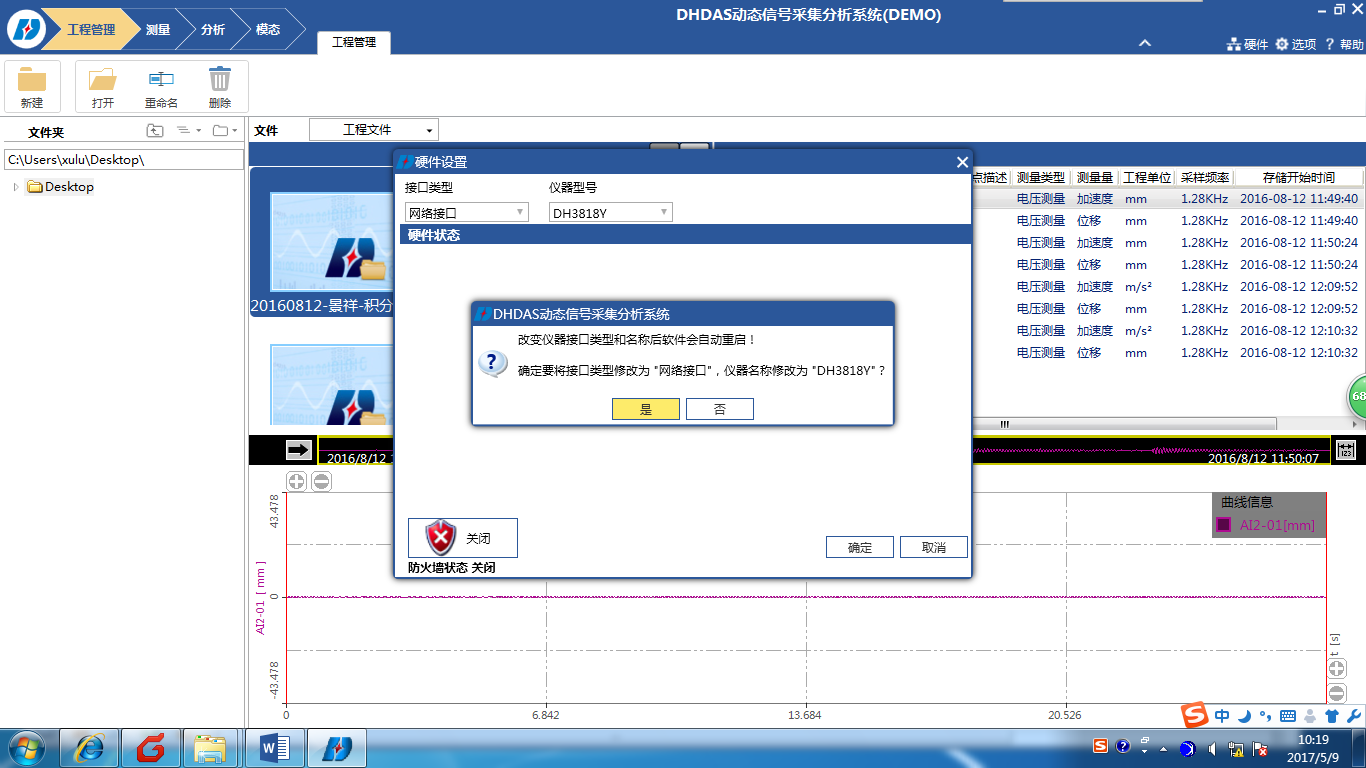 DHDAS动态信号采集分析系统(DEMO)
工程管理
测量
分析
模态
工程管理
硬件
选项
? 帮助
新建
打开
重命名
删除
文件夹
文件
工程文件
C:\Users\xulu\Desktop\
Desktop
20160812-景祥-积分
点描述 测量类型 测量量 工程单位 采样频率 存储开始时间
电压测量 加速度 mm 1.28KHz 2016-08-12 11:49:40
电压测量 位移 mm 1.28KHz 2016-08-12 11:49:40
电压测量 加速度 mm 1.28KHz 2016-08-12 11:50:24
电压测量 位移 mm 1.28KHz 2016-08-12 11:50:24
电压测量 加速度 m/s² 1.28KHz 2016-08-12 12:09:52
电压测量 位移 mm 1.28KHz 2016-08-12 12:09:52
电压测量 加速度 m/s² 1.28KHz 2016-08-12 12:10:32
电压测量 位移 mm 1.28KHz 2016-08-12 12:10:32
68
硬件设置
接口类型
仪器型号
网络接口
DH3818Y
硬件状态
DHDAS动态信号采集分析系统
改变仪器接口类型和名称后软件会自动重启！
确定要将接口类型修改为 "网络接口"，仪器名称修改为 "DH3818Y"？
是
否
关闭
防火墙状态 关闭
确定
取消
2016/8/12 1
2016/8/12 11:50:07
123
43.478
0
-43.478
AI2-01 [ mm ]
曲线信息
AI2-01[mm]
t [s]
0
6.842
13.684
20.526
中
10:19
2017/5/9